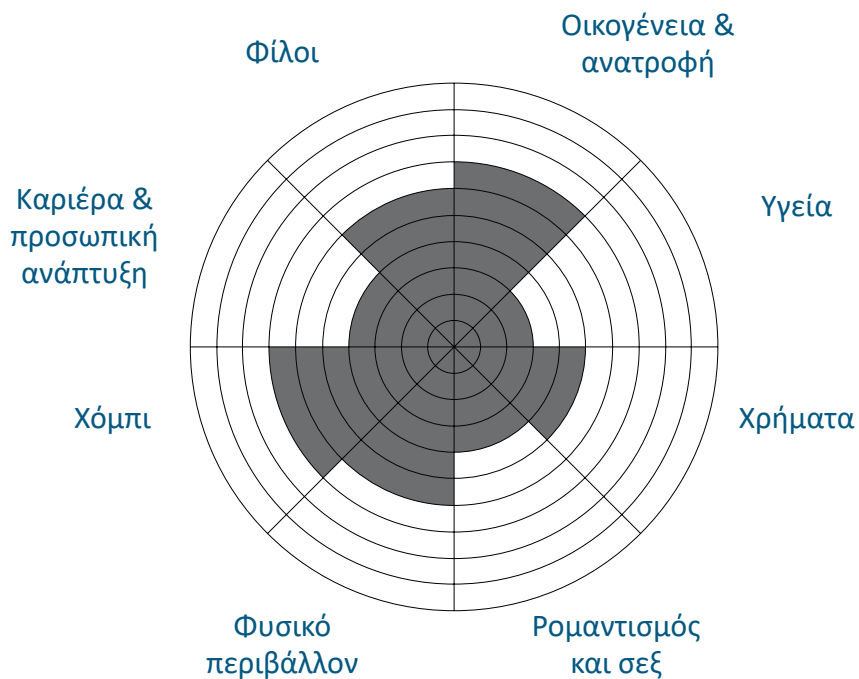 Φίλοι
Οικογένεια &
ανατροφή
Καριέρα &
προσωπική
ανάπτυξη
Υγεία
Χόμπι
Χρήματα
Φυσικό
περιβάλλον
Ρομαντισμός
και σεξ